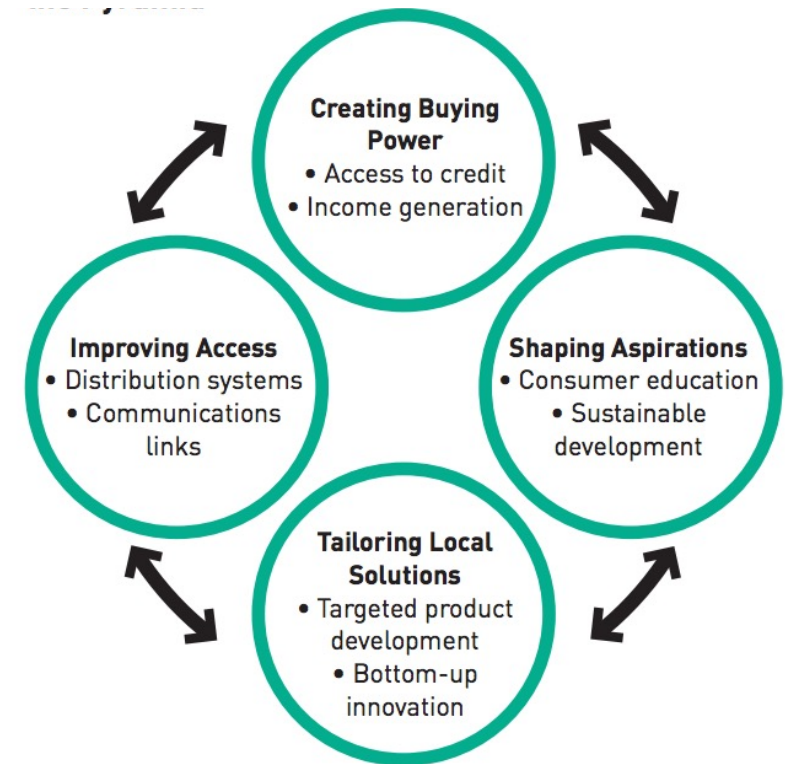 Creating Buying
Power
• Access to credit
• Income generation
Improving Access
• Distribution systems
• Communications
links
Shaping Aspirations
• Consumer education
• Sustainable
development
Tailoring Local
Solutions
• Targeted product
development
• Bottom-up
innovation